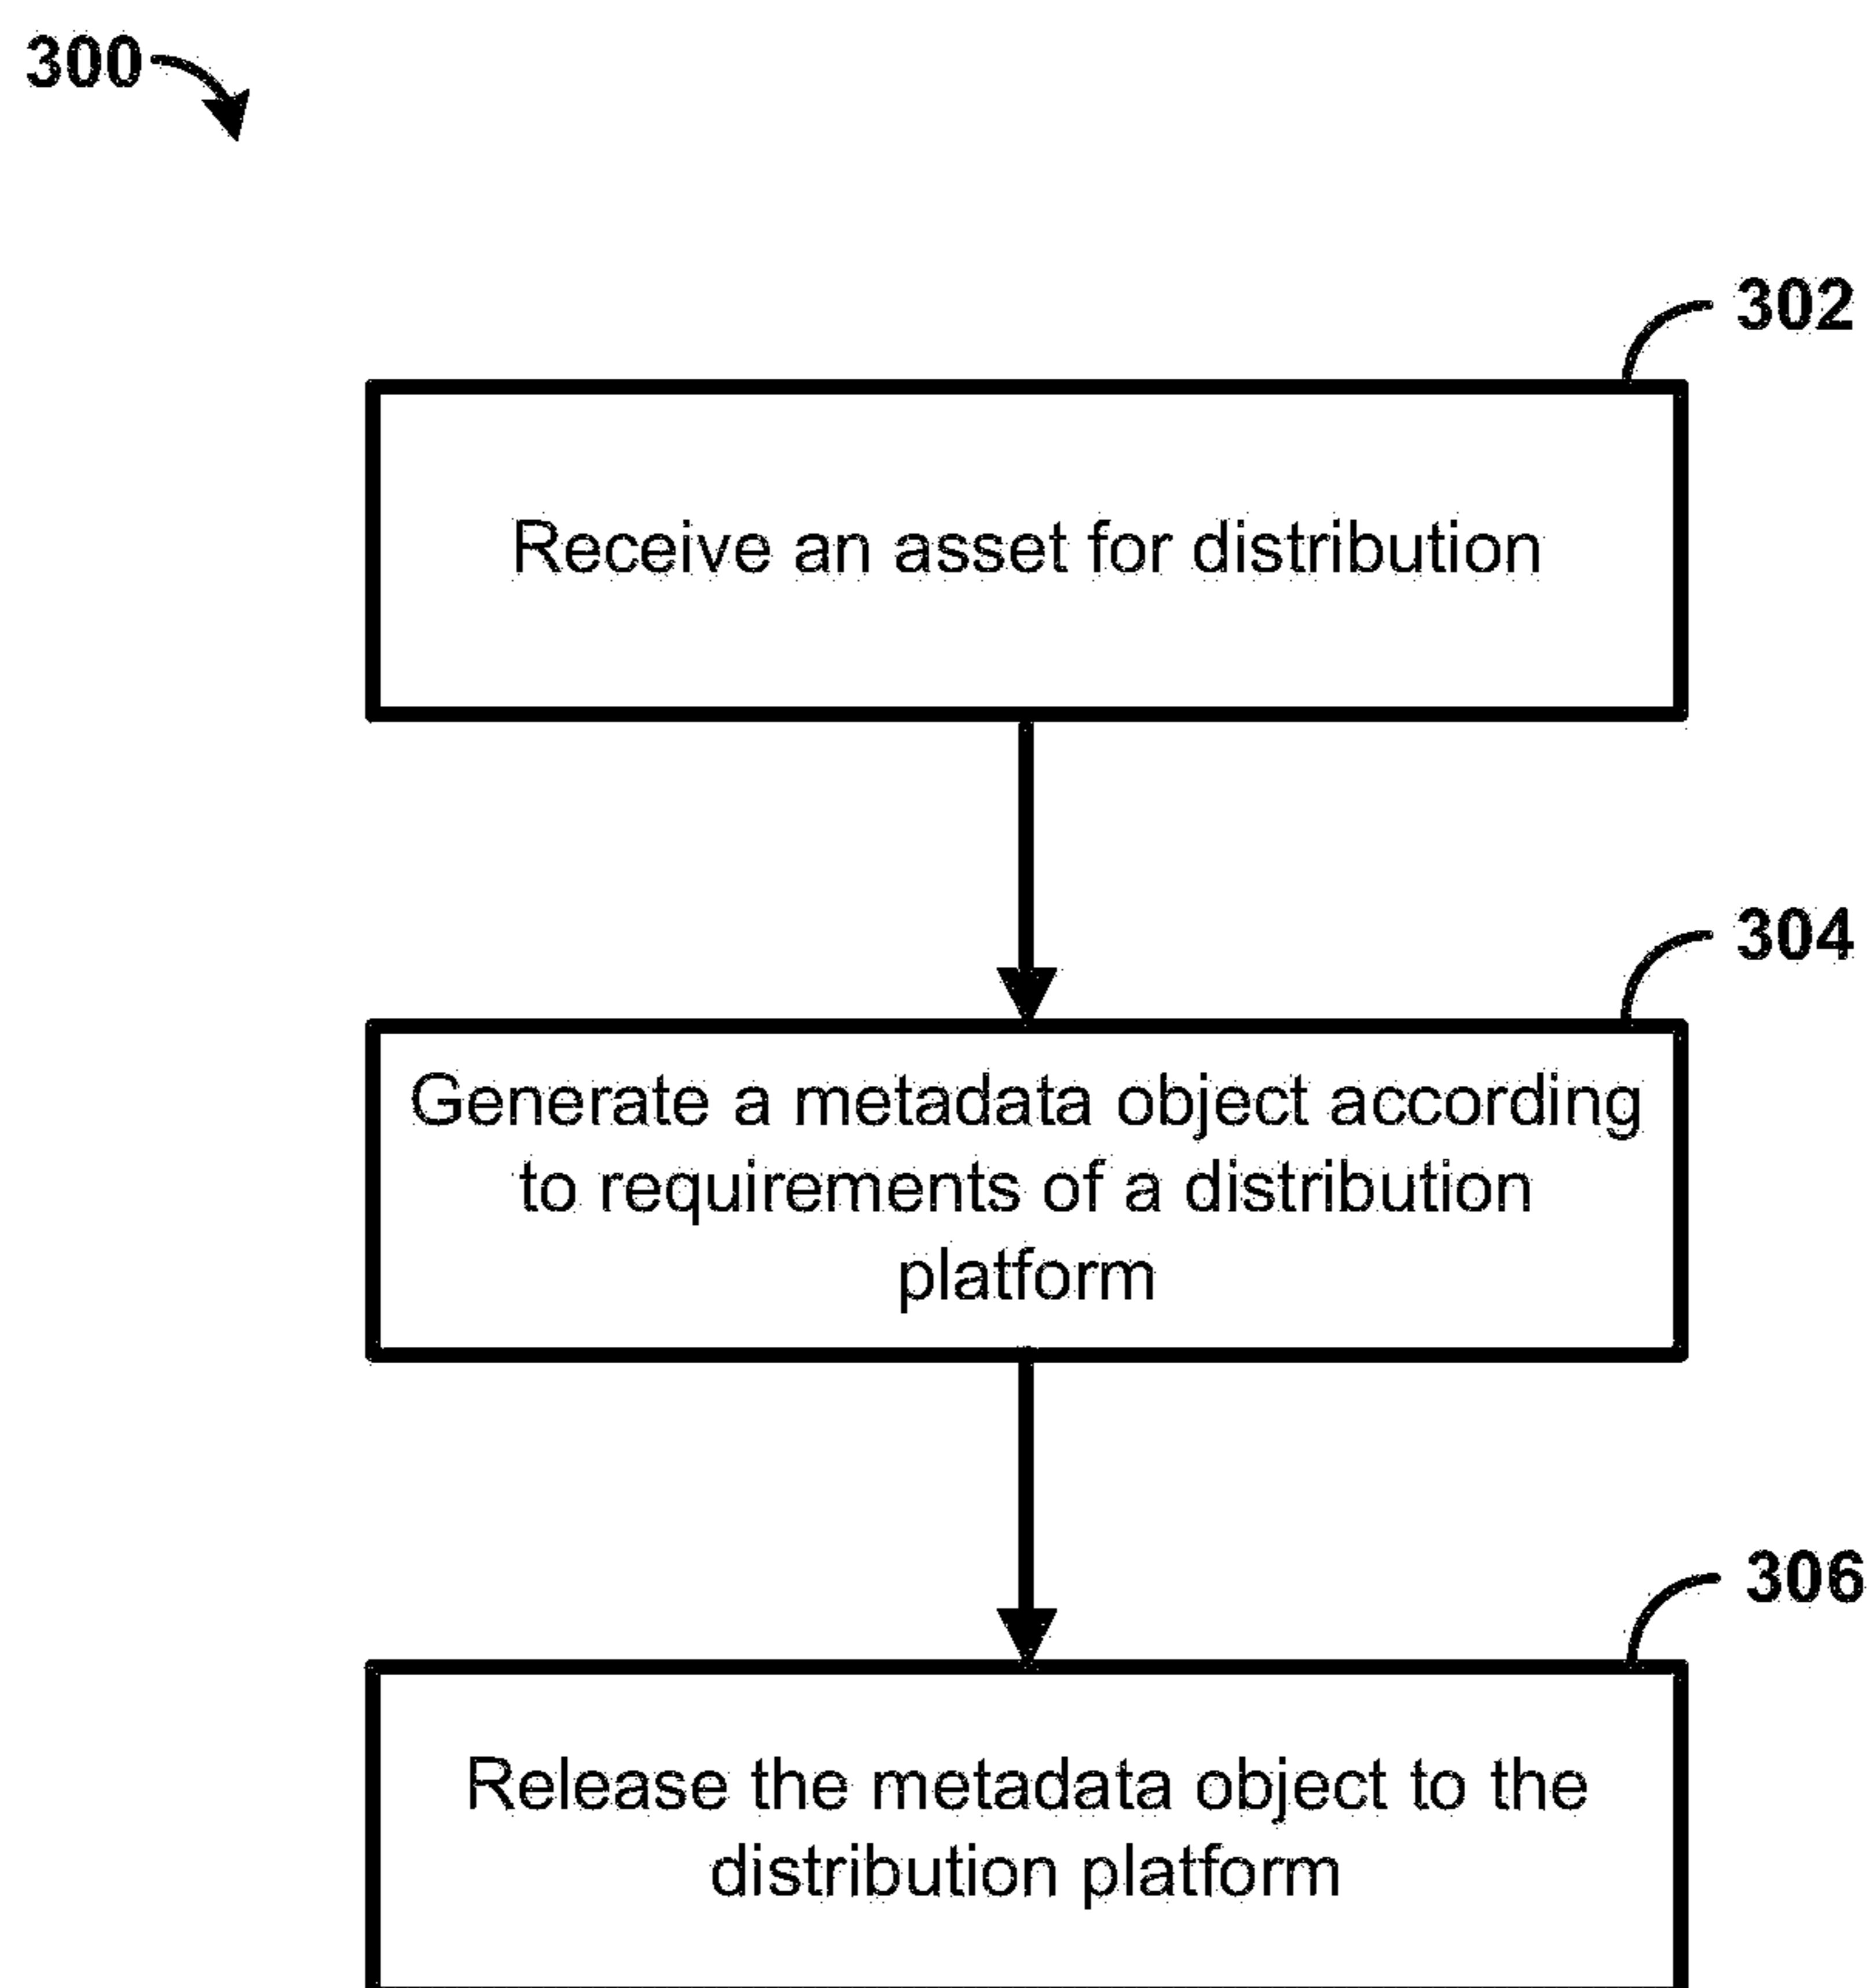 300
302
Receive an asset for distribution
304
Generate a metadata object according
to requirements of a distribution
platform
306
Release the metadata object to the
distribution platform